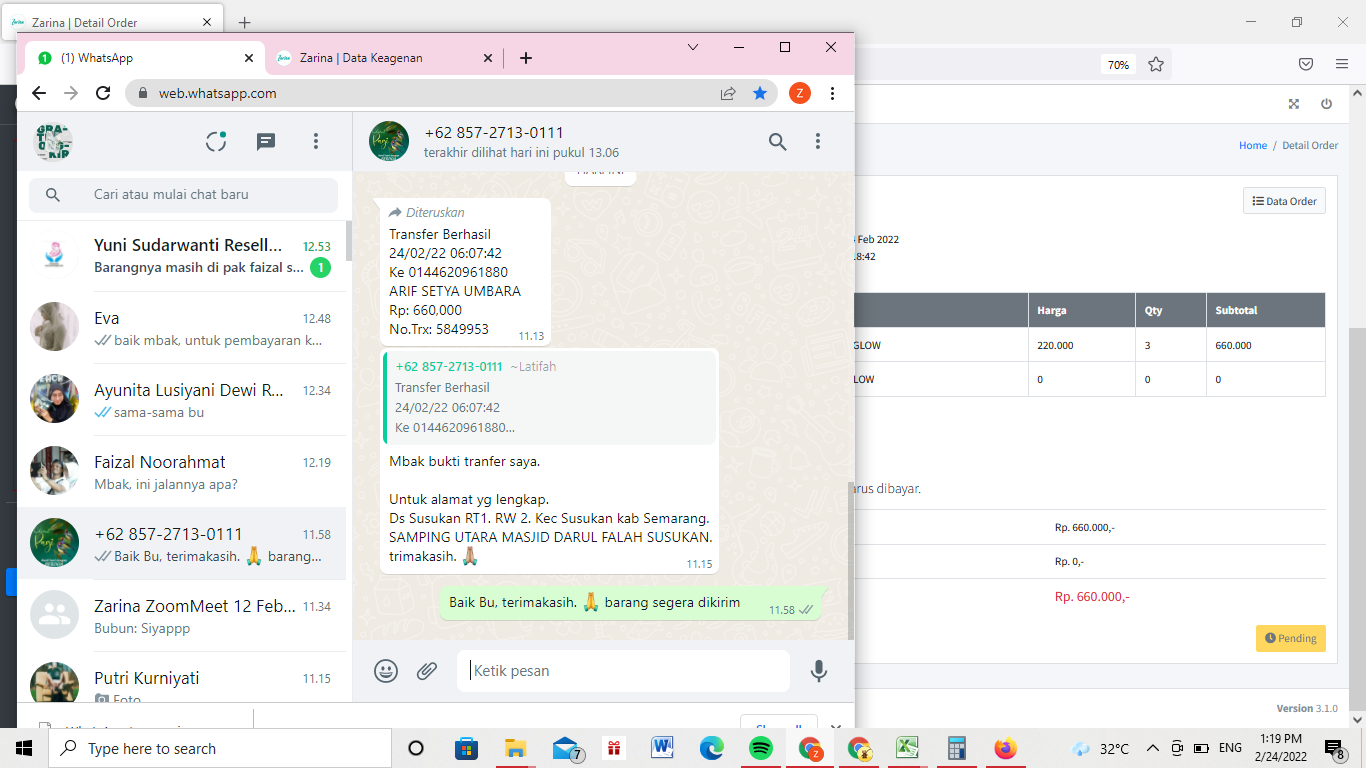 Zarina | Detail Order
(1) WhatsApp
Zarina | Data Keagenan
70%
web.whatsapp.com
Z
Home / Detail Order
+62 857-2713-0111
terakhir dilihat hari ini pukul 13.06
Cari atau mulai chat baru
Yuni Sudarwanti Resell...
12.53
Barangnya masih di pak faizal s...
1
Eva
12.48
baik mbak, untuk pembayaran k...
Ayunita Lusiyani Dewi R...
12.34
sama-sama bu
Faizal Noorahmat
12.19
Mbak, ini jalannya apa?
+62 857-2713-0111
11.58
Baik Bu, terimakasih. 🙏 barang...
Zarina ZoomMeet 12 Feb...
11.34
Bubun: Siyappp
Putri Kurniyati
11.15
Foto
Diteruskan
Transfer Berhasil
24/02/22 06:07:42
Ke 0144620961880
ARIF SETYA UMBARA
Rp: 660,000
No.Trx: 5849953
11.13
+62 857-2713-0111 ~Latifah
Transfer Berhasil
24/02/22 06:07:42
Ke 0144620961880...
Mbak bukti tranfer saya.
Untuk alamat yg lengkap.
Ds Susukan RT1. RW 2. Kec Susukan kab Semarang.
SAMPING UTARA MASJID DARUL FALAH SUSUKAN.
trimakasih. 🙏
11.15
Baik Bu, terimakasih. 🙏 barang segera dikirim
11.58
Ketik pesan
Data Order
Feb 2022
8:42
Harga Qty Subtotal
GLOW 220.000 3 660.000
LOW 0 0 0
arus dibayar.
Rp. 660.000,-
Rp. 0,-
Rp. 660.000,-
Pending
Version 3.1.0
Type here to search
7
32°C
ENG
1:19 PM
2/24/2022
8